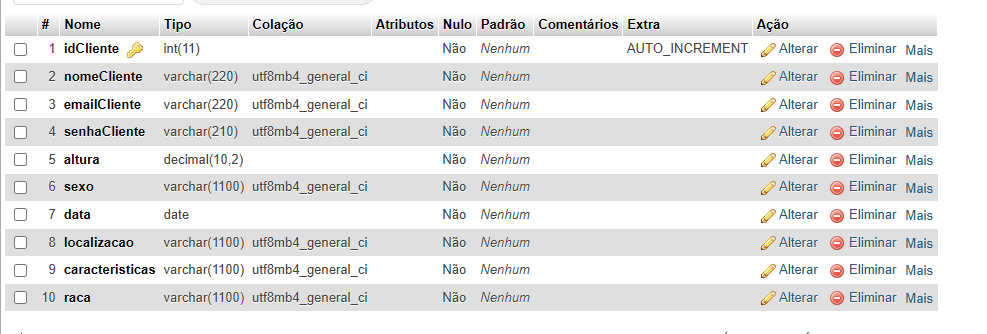 # Nome Tipo Colação Atributos Nulo Padrão Comentários Extra Ação
1 idCliente int(11) Não Nenhum AUTO_INCREMENT Alterar Eliminar Mais
2 nomeCliente varchar(220) utf8mb4_general_ci Não Nenhum Alterar Eliminar Mais
3 emailCliente varchar(220) utf8mb4_general_ci Não Nenhum Alterar Eliminar Mais
4 senhaCliente varchar(210) utf8mb4_general_ci Não Nenhum Alterar Eliminar Mais
5 altura decimal(10,2) Não Nenhum Alterar Eliminar Mais
6 sexo varchar(1100) utf8mb4_general_ci Não Nenhum Alterar Eliminar Mais
7 data date Não Nenhum Alterar Eliminar Mais
8 localizacao varchar(1100) utf8mb4_general_ci Não Nenhum Alterar Eliminar Mais
9 caracteristicas varchar(1100) utf8mb4_general_ci Não Nenhum Alterar Eliminar Mais
10 raca varchar(1100) utf8mb4_general_ci Não Nenhum Alterar Eliminar Mais